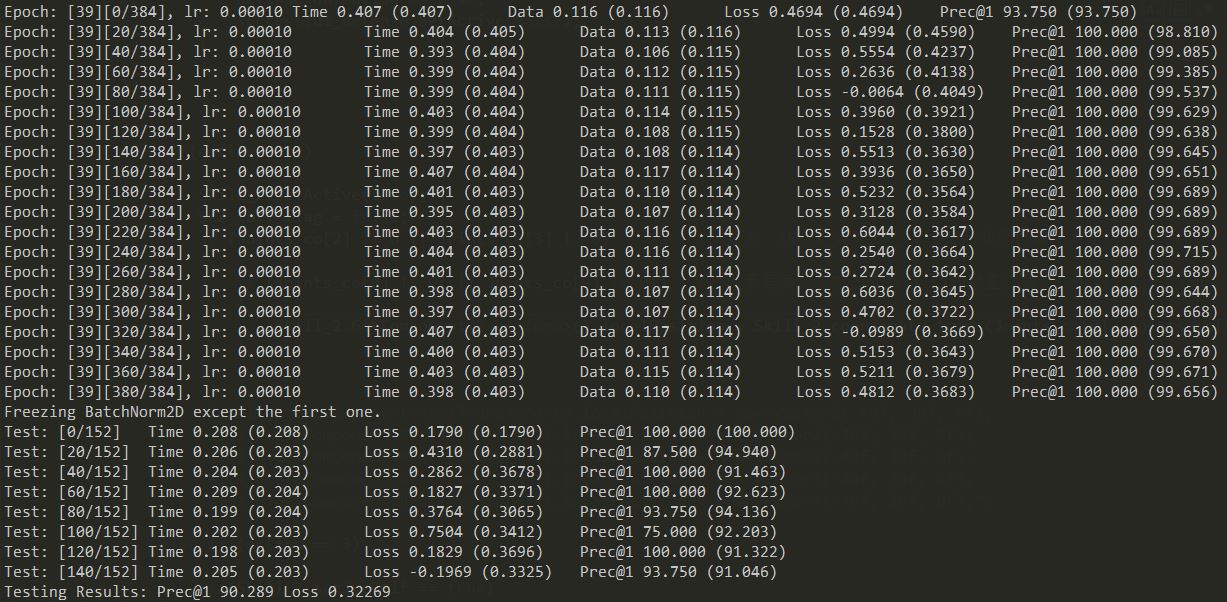 Epoch: [39][0/384], lr: 0.00010 Time 0.407 (0.407) Data 0.116 (0.116) Loss 0.4694 (0.4694) Prec@1 93.750 (93.750)
Epoch: [39][20/384], lr: 0.00010 Time 0.404 (0.405) Data 0.113 (0.116) Loss 0.4994 (0.4590) Prec@1 100.000 (98.810)
Epoch: [39][40/384], lr: 0.00010 Time 0.393 (0.404) Data 0.106 (0.115) Loss 0.5554 (0.4237) Prec@1 100.000 (99.085)
Epoch: [39][60/384], lr: 0.00010 Time 0.399 (0.404) Data 0.112 (0.115) Loss 0.2636 (0.4138) Prec@1 100.000 (99.385)
Epoch: [39][80/384], lr: 0.00010 Time 0.399 (0.404) Data 0.111 (0.115) Loss -0.0064 (0.4049) Prec@1 100.000 (99.537)
Epoch: [39][100/384], lr: 0.00010 Time 0.403 (0.404) Data 0.114 (0.115) Loss 0.3960 (0.3921) Prec@1 100.000 (99.629)
Epoch: [39][120/384], lr: 0.00010 Time 0.399 (0.404) Data 0.108 (0.115) Loss 0.1528 (0.3800) Prec@1 100.000 (99.638)
Epoch: [39][140/384], lr: 0.00010 Time 0.397 (0.403) Data 0.108 (0.114) Loss 0.5513 (0.3630) Prec@1 100.000 (99.645)
Epoch: [39][160/384], lr: 0.00010 Time 0.407 (0.404) Data 0.117 (0.114) Loss 0.3936 (0.3650) Prec@1 100.000 (99.651)
Epoch: [39][180/384], lr: 0.00010 Time 0.401 (0.403) Data 0.110 (0.114) Loss 0.5232 (0.3564) Prec@1 100.000 (99.689)
Epoch: [39][200/384], lr: 0.00010 Time 0.395 (0.403) Data 0.107 (0.114) Loss 0.3128 (0.3584) Prec@1 100.000 (99.689)
Epoch: [39][220/384], lr: 0.00010 Time 0.403 (0.403) Data 0.116 (0.114) Loss 0.6044 (0.3617) Prec@1 100.000 (99.689)
Epoch: [39][240/384], lr: 0.00010 Time 0.404 (0.403) Data 0.116 (0.114) Loss 0.2540 (0.3664) Prec@1 100.000 (99.715)
Epoch: [39][260/384], lr: 0.00010 Time 0.401 (0.403) Data 0.111 (0.114) Loss 0.2724 (0.3642) Prec@1 100.000 (99.689)
Epoch: [39][280/384], lr: 0.00010 Time 0.398 (0.403) Data 0.107 (0.114) Loss 0.6036 (0.3645) Prec@1 100.000 (99.644)
Epoch: [39][300/384], lr: 0.00010 Time 0.397 (0.403) Data 0.107 (0.114) Loss 0.4702 (0.3722) Prec@1 100.000 (99.668)
Epoch: [39][320/384], lr: 0.00010 Time 0.407 (0.403) Data 0.117 (0.114) Loss -0.0989 (0.3669) Prec@1 100.000 (99.650)
Epoch: [39][340/384], lr: 0.00010 Time 0.400 (0.403) Data 0.111 (0.114) Loss 0.5153 (0.3643) Prec@1 100.000 (99.670)
Epoch: [39][360/384], lr: 0.00010 Time 0.403 (0.403) Data 0.115 (0.114) Loss 0.5211 (0.3679) Prec@1 100.000 (99.671)
Epoch: [39][380/384], lr: 0.00010 Time 0.398 (0.403) Data 0.110 (0.114) Loss 0.4812 (0.3683) Prec@1 100.000 (99.656)
Freezing BatchNorm2D except the first one.
Test: [0/152] Time 0.208 (0.208) Loss 0.1790 (0.1790) Prec@1 100.000 (100.000)
Test: [20/152] Time 0.206 (0.203) Loss 0.4310 (0.2881) Prec@1 87.500 (94.940)
Test: [40/152] Time 0.204 (0.203) Loss 0.2862 (0.3678) Prec@1 100.000 (91.463)
Test: [60/152] Time 0.209 (0.204) Loss 0.1827 (0.3371) Prec@1 100.000 (92.623)
Test: [80/152] Time 0.199 (0.204) Loss 0.3764 (0.3065) Prec@1 93.750 (94.136)
Test: [100/152] Time 0.202 (0.203) Loss 0.7504 (0.3412) Prec@1 75.000 (92.203)
Test: [120/152] Time 0.198 (0.203) Loss 0.1829 (0.3696) Prec@1 100.000 (91.322)
Test: [140/152] Time 0.205 (0.203) Loss -0.1969 (0.3325) Prec@1 93.750 (91.046)
Testing Results: Prec@1 90.289 Loss 0.32269